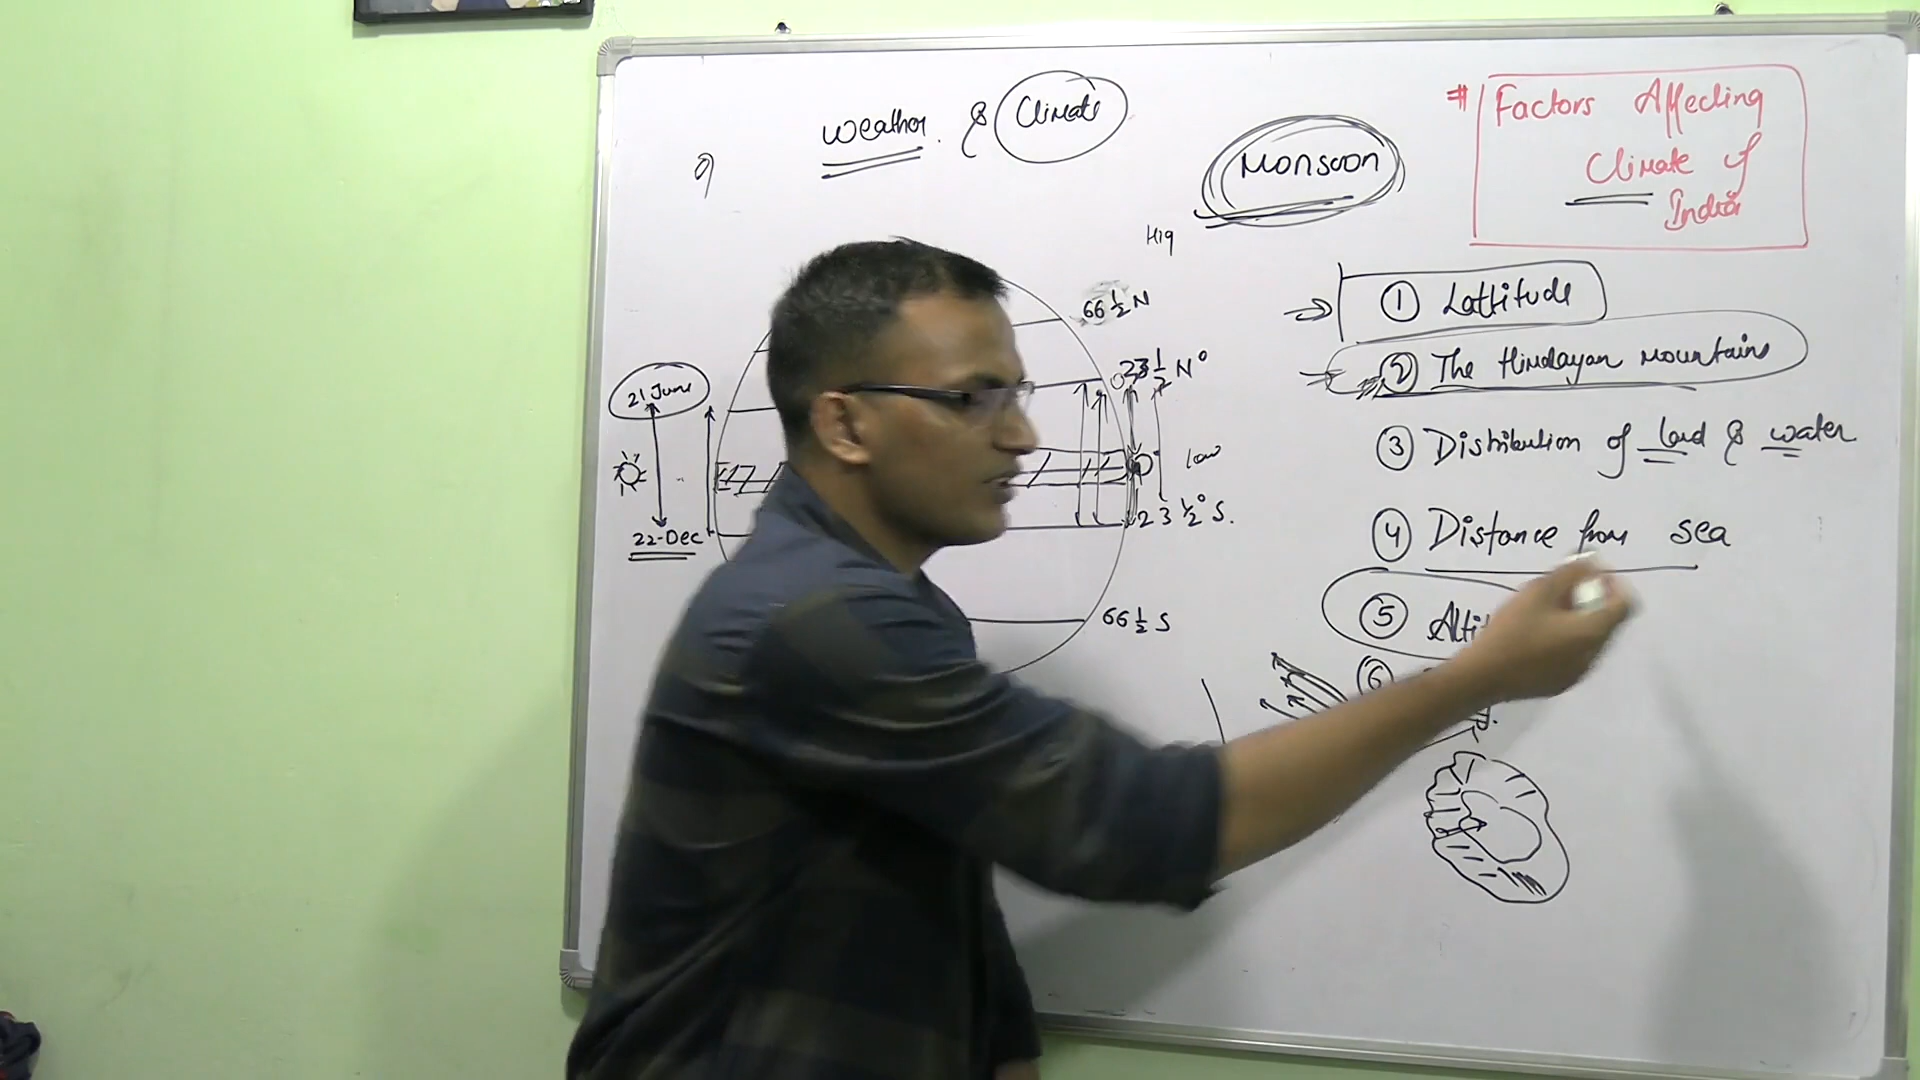 Weather. & Climate
Monsoon
# Factors Affecting
Climate of
India
Hig
66 1/2 N
23 1/2 N°
21 June
low
23 1/2° S.
22-Dec
66 1/2 S
① Lattitude
② The Himalayan Mountains
③ Distribution of land & water
④ Distance from sea
⑤ Alti
⑥